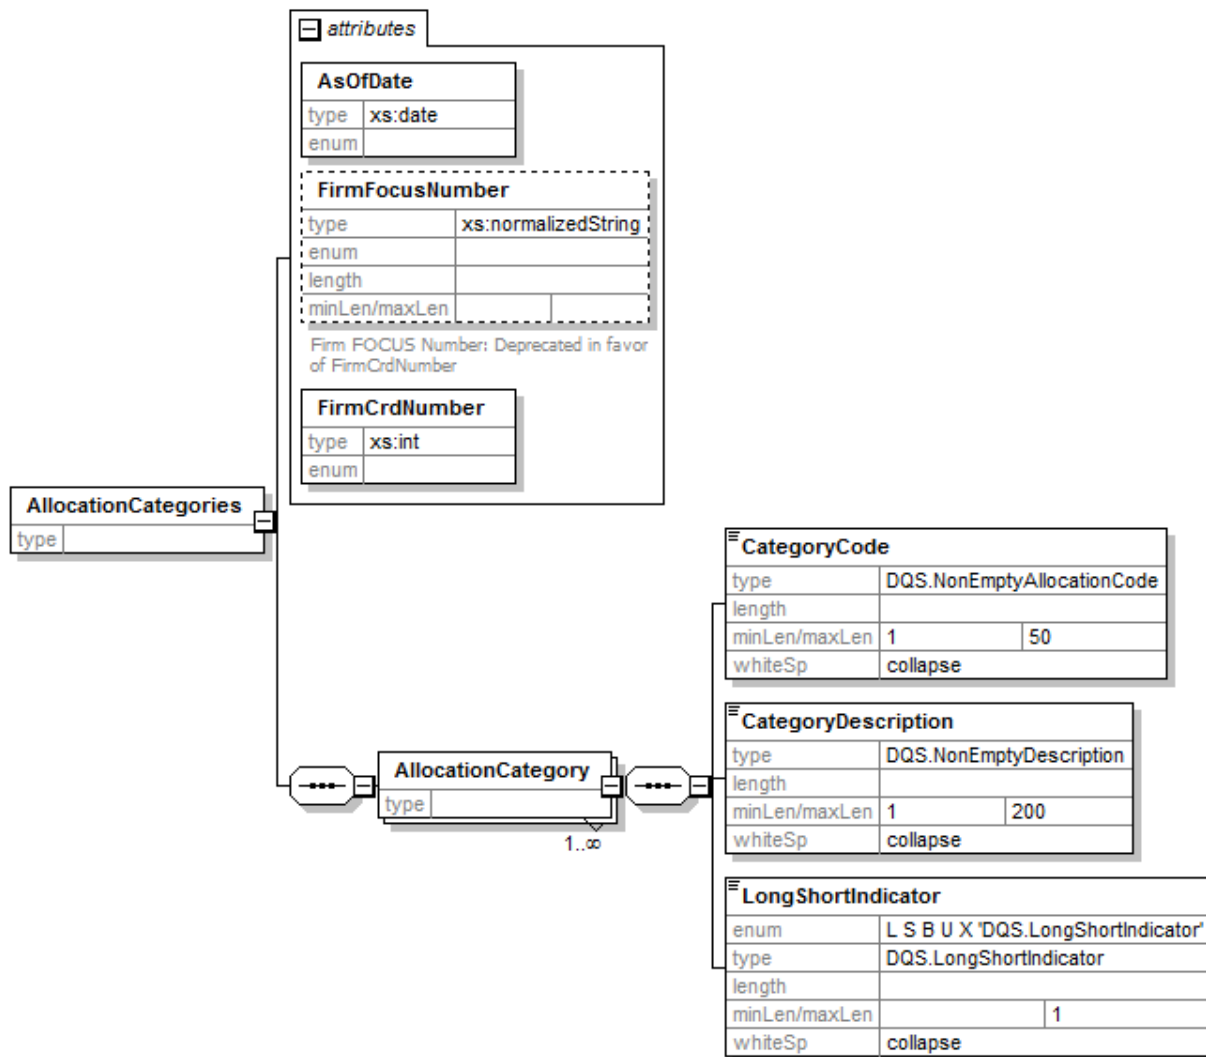 attributes
AsOfDate
type xs:date
enum
FirmFocusNumber
type xs:normalizedString
enum
length
minLen/maxLen
Firm FOCUS Number: Deprecated in favor
of FirmCrdNumber
FirmCrdNumber
type xs:int
enum
AllocationCategories
type
AllocationCategory
type
1..∞
CategoryCode
type DQS.NonEmptyAllocationCode
length
minLen/maxLen 1 50
whiteSp collapse
CategoryDescription
type DQS.NonEmptyDescription
length
minLen/maxLen 1 200
whiteSp collapse
LongShortIndicator
enum L S B U X "DQS.LongShortIndicator"
type DQS.LongShortIndicator
length
minLen/maxLen 1
whiteSp collapse